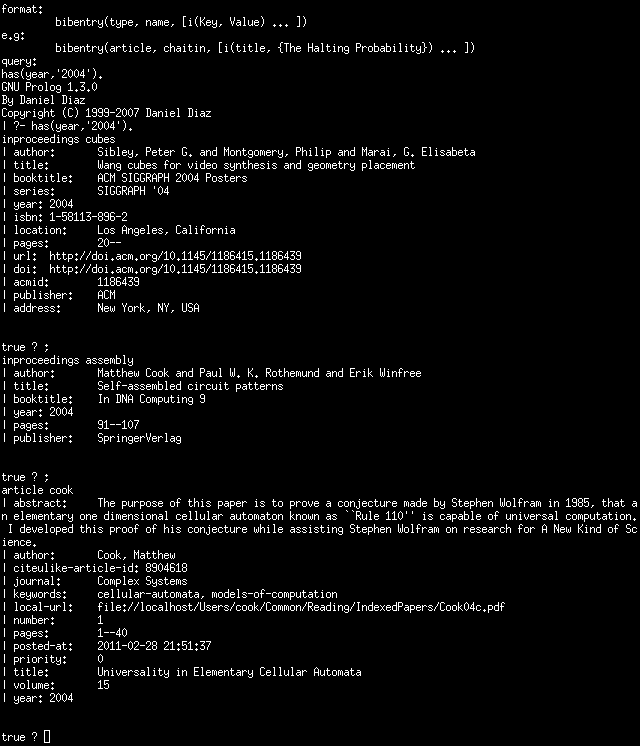 format:
bibentry(type, name, [i(Key, Value) ... ])
e.g:
bibentry(article, chaitin, [i(title, {The Halting Probability}) ... ])
query:
has(year,'2004').
GNU Prolog 1.3.0
By Daniel Diaz
Copyright (C) 1999-2007 Daniel Diaz
| ?- has(year,'2004').
inproceedings cubes
| author: Sibley, Peter G. and Montgomery, Philip and Marai, G. Elisabeta
| title: Wang cubes for video synthesis and geometry placement
| booktitle: ACM SIGGRAPH 2004 Posters
| series: SIGGRAPH '04
| year: 2004
| isbn: 1-58113-896-2
| location: Los Angeles, California
| pages: 20--
| url: http://doi.acm.org/10.1145/1186415.1186439
| doi: http://doi.acm.org/10.1145/1186415.1186439
| acmid: 1186439
| publisher: ACM
| address: New York, NY, USA
true ? ;
inproceedings assembly
| author: Matthew Cook and Paul W. K. Rothemund and Erik Winfree
| title: Self-assembled circuit patterns
| booktitle: In DNA Computing 9
| year: 2004
| pages: 91--107
| publisher: SpringerVerlag
true ? ;
article cook
| abstract: The purpose of this paper is to prove a conjecture made by Stephen Wolfram in 1985, that a
n elementary one dimensional cellular automaton known as ``Rule 110'' is capable of universal computation.
I developed this proof of his conjecture while assisting Stephen Wolfram on research for A New Kind of Sc
ience.
| author: Cook, Matthew
| citeulike-article-id: 8904618
| journal: Complex Systems
| keywords: cellular-automata, models-of-computation
| local-url: file://localhost/Users/cook/Common/Reading/IndexedPapers/Cook04c.pdf
| number: 1
| pages: 1--40
| posted-at: 2011-02-28 21:51:37
| priority: 0
| title: Universality in Elementary Cellular Automata
| volume: 15
| year: 2004
true ?